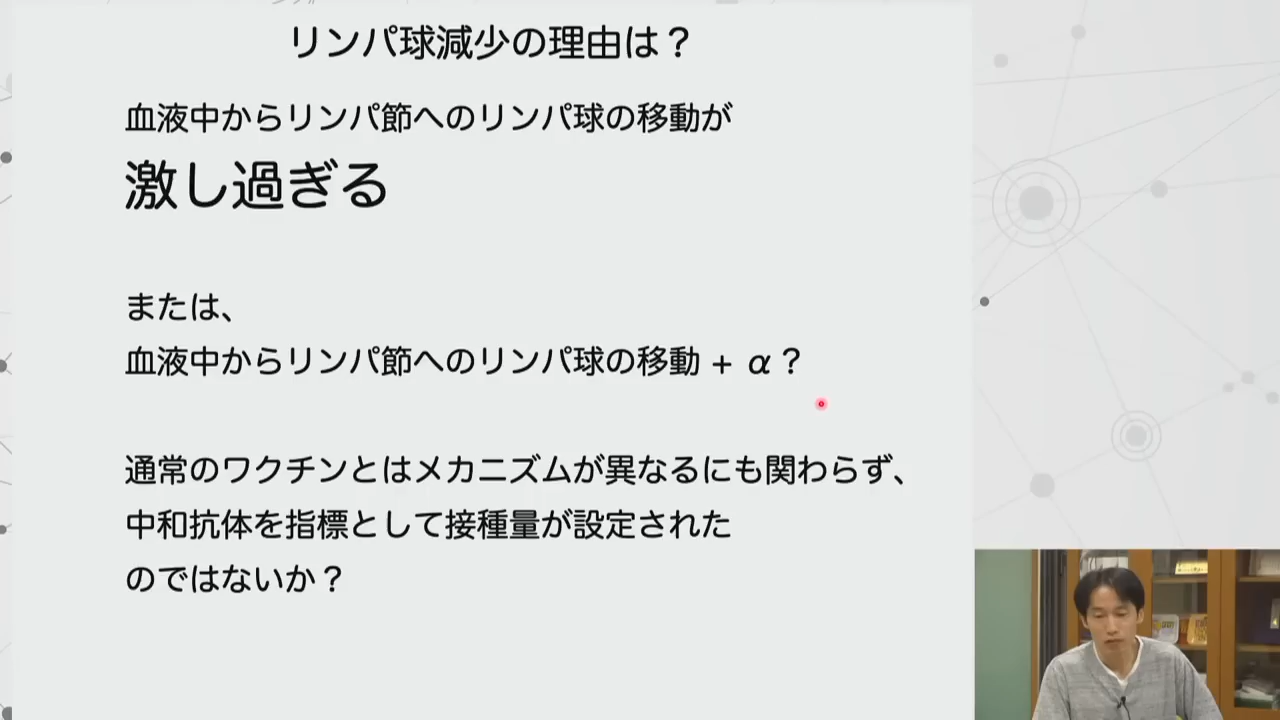 リンパ球減少の理由は？
血液中からリンパ節へのリンパ球の移動が
激し過ぎる
または、
血液中からリンパ節へのリンパ球の移動 + α？
通常のワクチンとはメカニズムが異なるにも関わらず、
中和抗体を指標として接種量が設定された
のではないか？